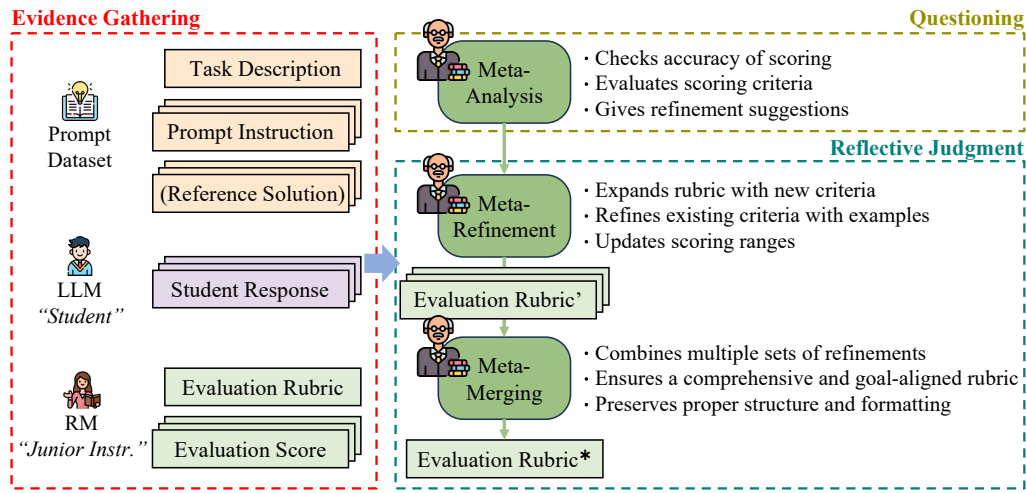 Evidence Gathering
Prompt
Dataset
Task Description
Prompt Instruction
(Reference Solution)
LLM
“Student”
Student Response
RM
“Junior Instr.”
Evaluation Rubric
Evaluation Score
Questioning
Meta-
Analysis
· Checks accuracy of scoring
· Evaluates scoring criteria
· Gives refinement suggestions
Reflective Judgment
Meta-
Refinement
· Expands rubric with new criteria
· Refines existing criteria with examples
· Updates scoring ranges
Evaluation Rubric’
Meta-
Merging
· Combines multiple sets of refinements
· Ensures a comprehensive and goal-aligned rubric
· Preserves proper structure and formatting
Evaluation Rubric*